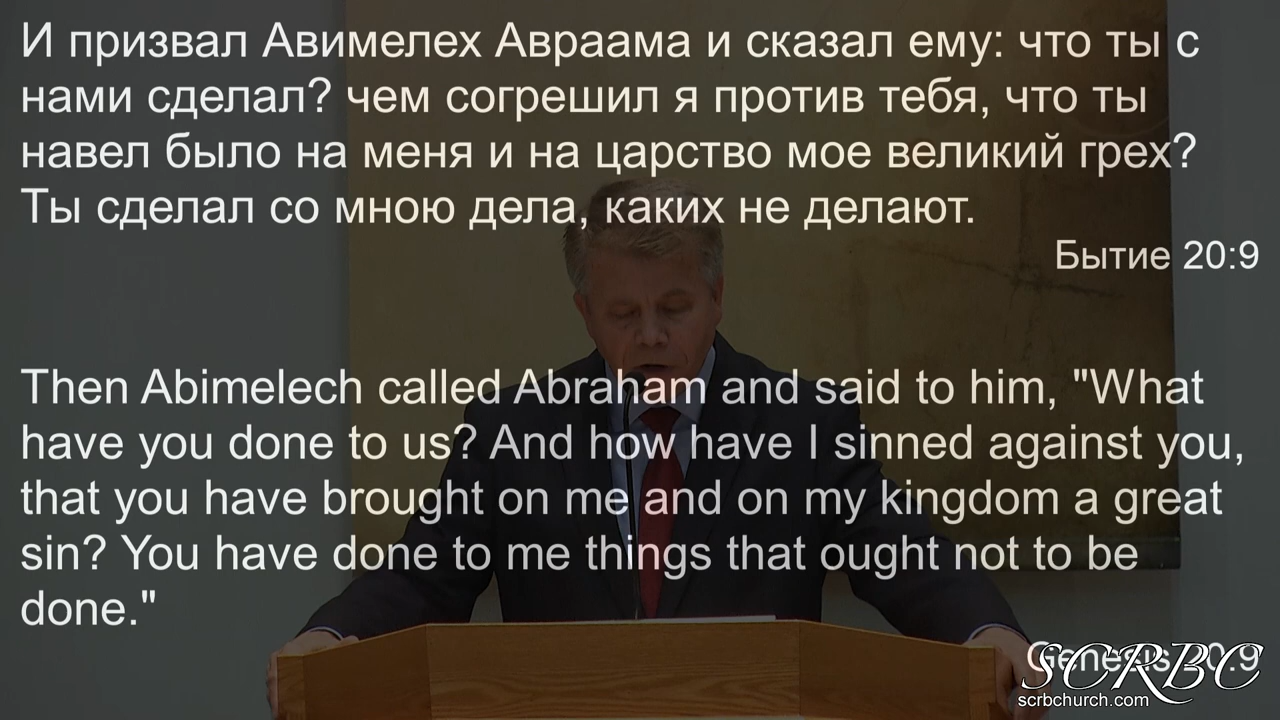 И призвал Авимелех Авраама и сказал ему: что ты с
нами сделал? чем согрешил я против тебя, что ты
навел было на меня и на царство мое великий грех?
Ты сделал со мною дела, каких не делают.
Бытие 20:9
Then Abimelech called Abraham and said to him, "What
have you done to us? And how have I sinned against you,
that you have brought on me and on my kingdom a great
sin? You have done to me things that ought not to be
done."
Genesis 20:9
SCRBC
scrbchurch.com